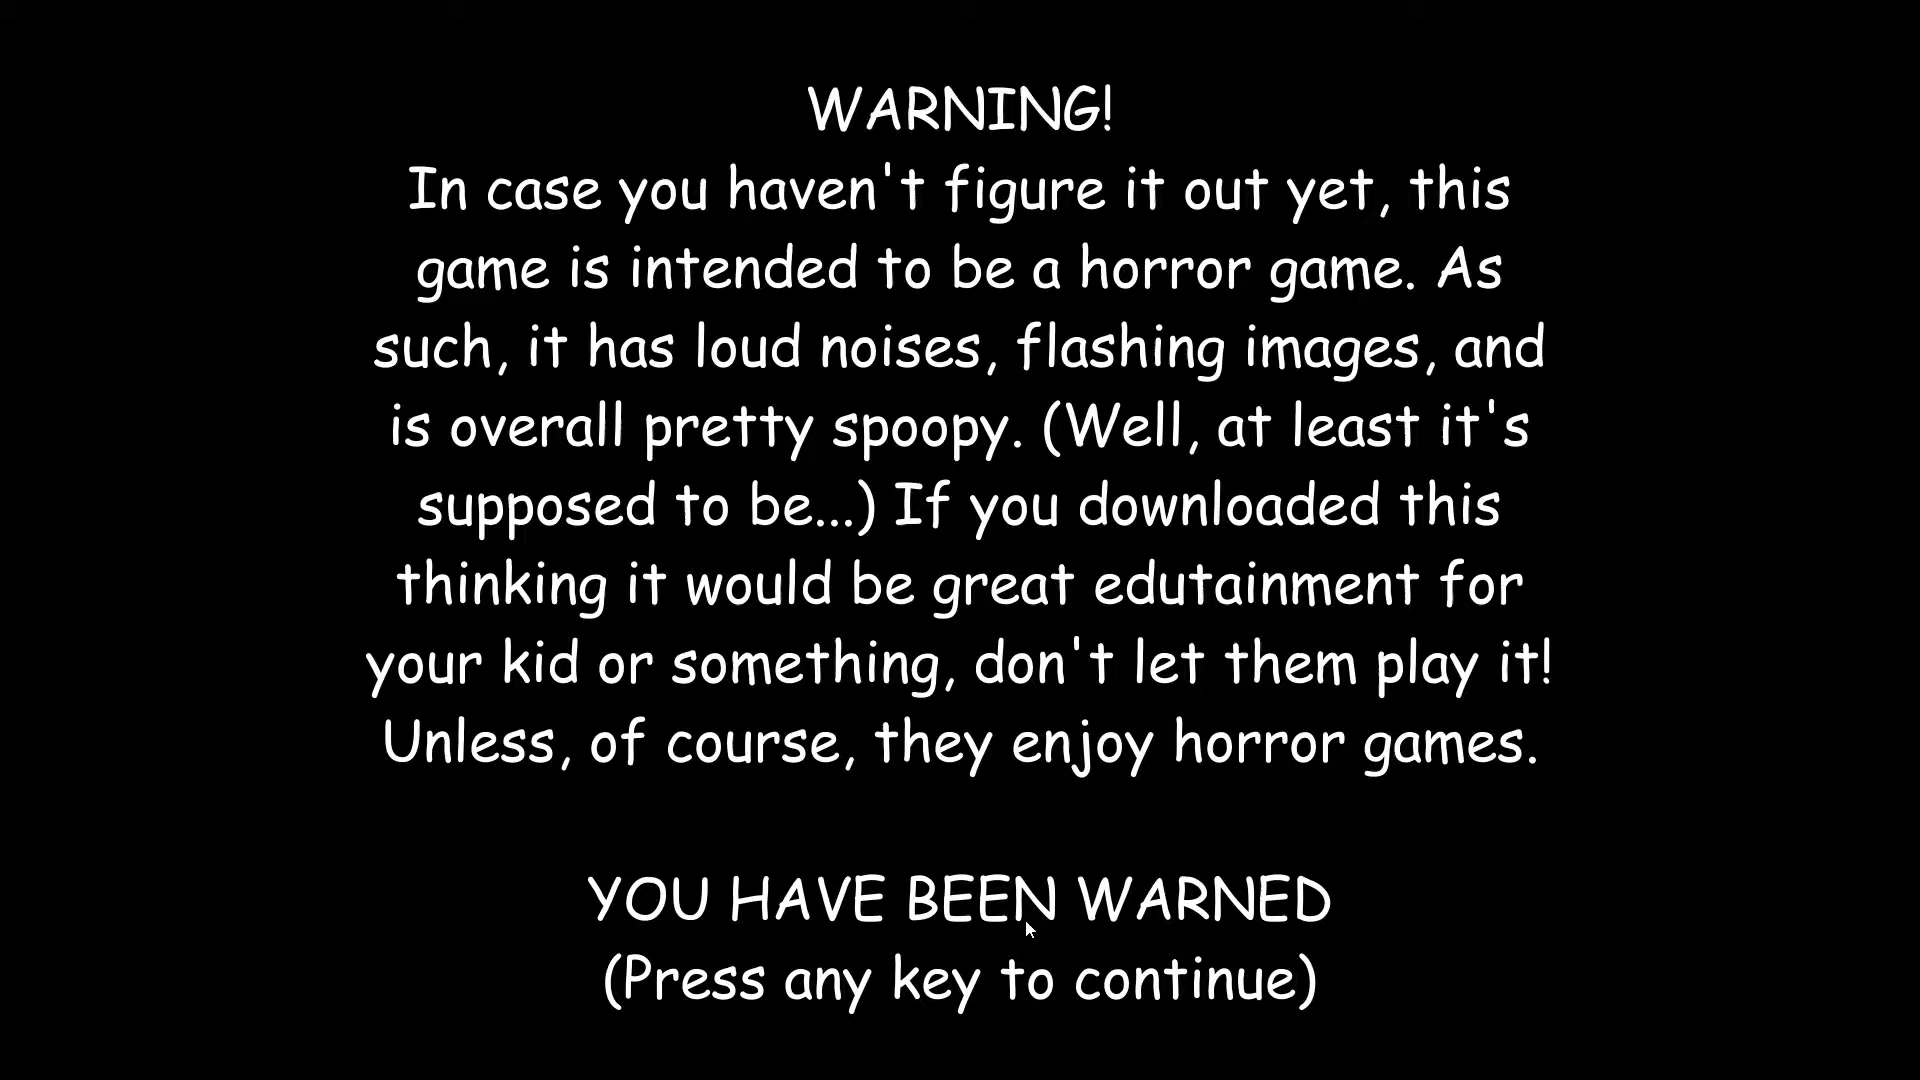 WARNING!
In case you haven't figure it out yet, this
game is intended to be a horror game. As
such, it has loud noises, flashing images, and
is overall pretty spoopy. (Well, at least it's
supposed to be...) If you downloaded this
thinking it would be great edutainment for
your kid or something, don't let them play it!
Unless, of course, they enjoy horror games.
YOU HAVE BEEN WARNED
(Press any key to continue)